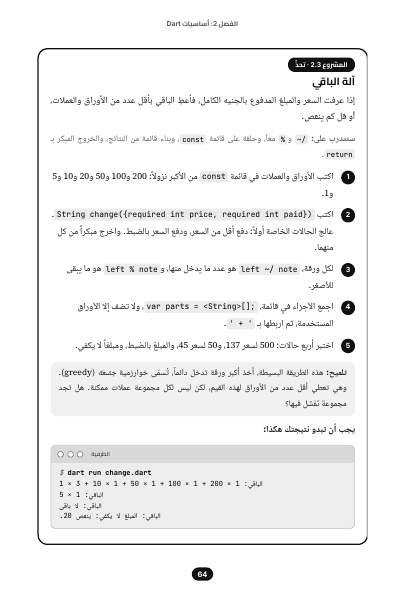 الفصل 2: أساسيات Dart
المشروع 2.3 · تحدٍّ
آلة الباقي
إذا عرفت السعر والمبلغ المدفوع بالجنيه الكامل، فأعطِ الباقي بأقل عدد من الأوراق والعملات،
أو قل كم ينقص.
ستتدرب على: /~ و % معاً، وحلقة على قائمة const، وبناء قائمة من النتائج، والخروج المبكر بـ
return.
1 اكتب الأوراق والعملات في قائمة const من الأكبر نزولاً: 200 و100 و50 و20 و10 و5
و1.
2 اكتب String change({required int price, required int paid}).
عالج الحالات الخاصة أولاً: دفع أقل من السعر، ودفع السعر بالضبط. واخرج مبكراً من كل
منهما.
3 لكل ورقة، left ~/ note هو عدد ما يدخل منها، و left % note هو ما يبقى
للأصغر.
4 اجمع الأجزاء في قائمة، var parts = <String>[];، ولا تضف إلا الأوراق
المستخدمة، ثم اربطها بـ ' + '.
5 اختبر أربع حالات: 500 لسعر 137، و50 لسعر 45، والمبلغ بالضبط، ومبلغاً لا يكفي.
تلميح: هذه الطريقة البسيطة، أخذ أكبر ورقة تدخل دائماً، تُسمّى خوارزمية جشعة (greedy).
وهي تعطي أقل عدد من الأوراق لهذه القيم، لكن ليس لكل مجموعة عملات ممكنة. هل تجد
مجموعة تفشل فيها؟
يجب أن تبدو نتيجتك هكذا:
الطرفية
$ dart run change.dart
الباقي: 1 × 200 + 1 × 100 + 1 × 50 + 1 × 10 + 3 × 1
الباقي: 1 × 5
الباقي: لا باقى
الباقي: المبلغ لا يكفي: ينقص 20.
64